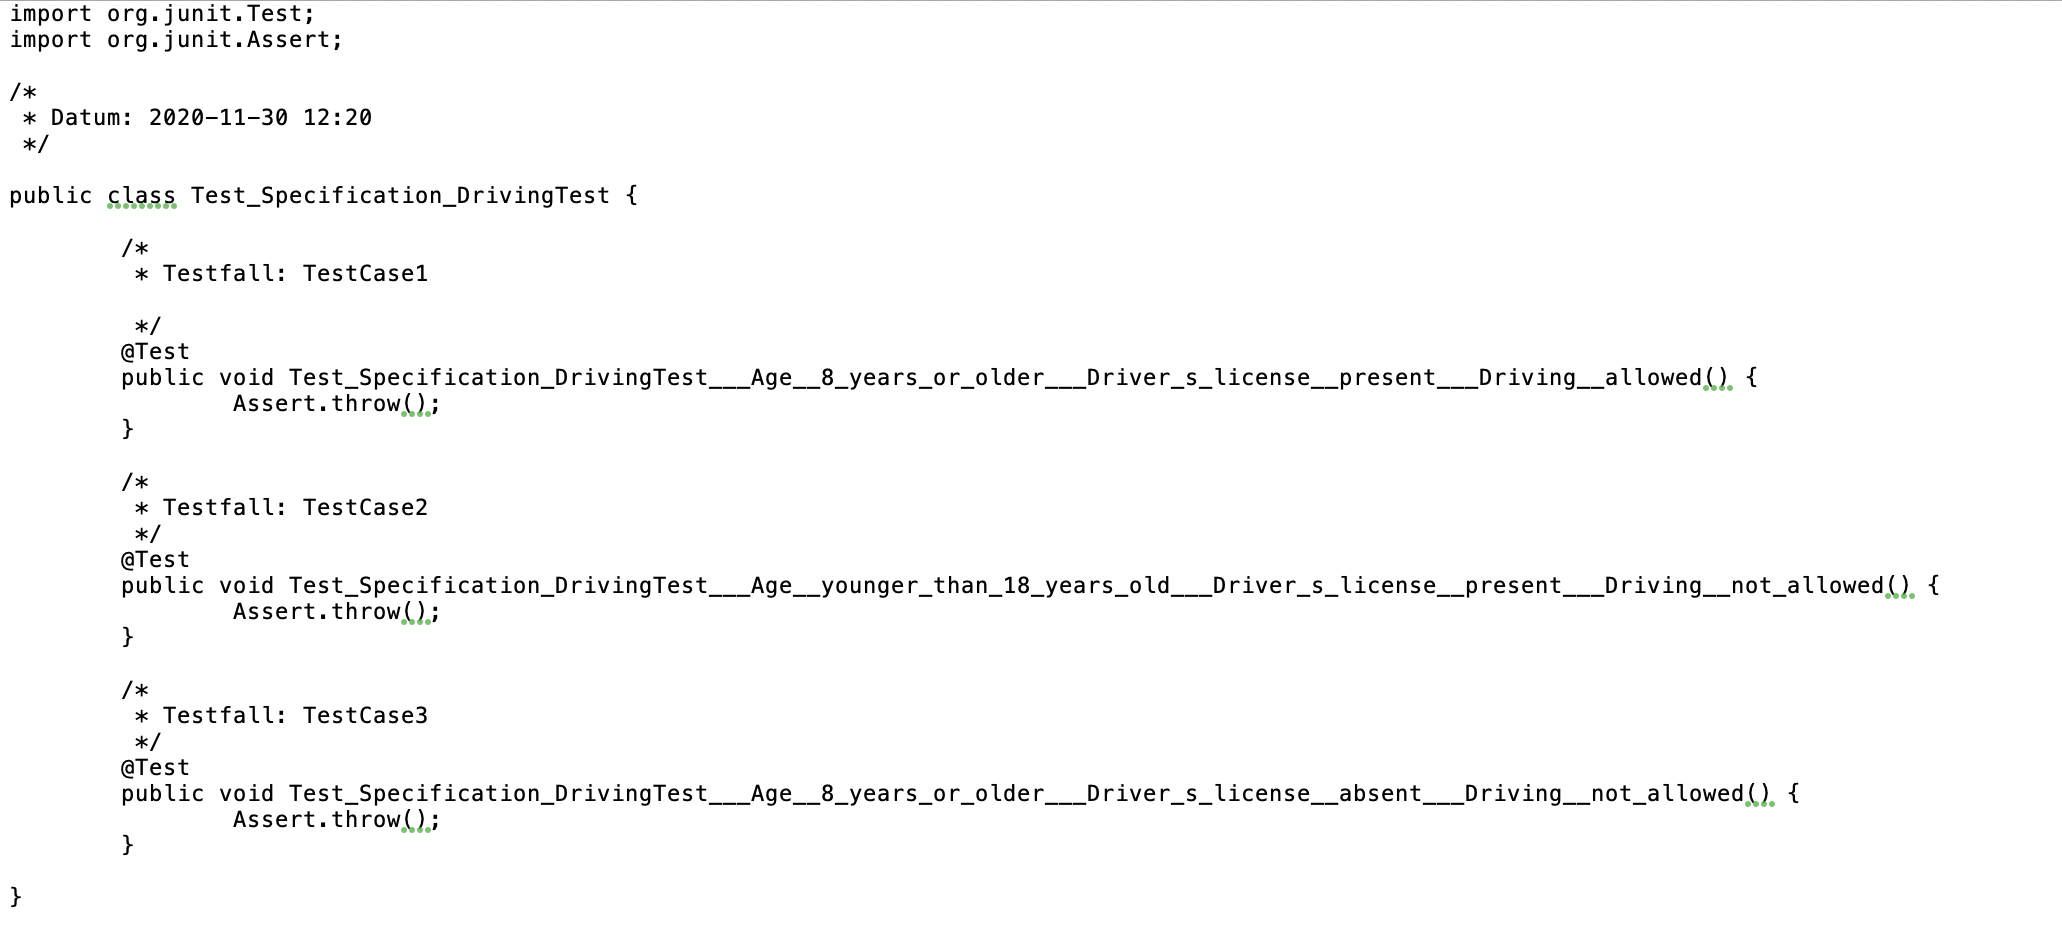 import org.junit.Test;
import org.junit.Assert;
/*
* Datum: 2020-11-30 12:20
*/
public class Test_Specification_DrivingTest {
/*
* Testfall: TestCase1
*/
@Test
public void Test_Specification_DrivingTest___Age__8_years_or_older___Driver_s_license__present___Driving__allowed() {
Assert.throw();
}
/*
* Testfall: TestCase2
*/
@Test
public void Test_Specification_DrivingTest___Age__younger_than_18_years_old___Driver_s_license__present___Driving__not_allowed() {
Assert.throw();
}
/*
* Testfall: TestCase3
*/
@Test
public void Test_Specification_DrivingTest___Age__8_years_or_older___Driver_s_license__absent___Driving__not_allowed() {
Assert.throw();
}
}